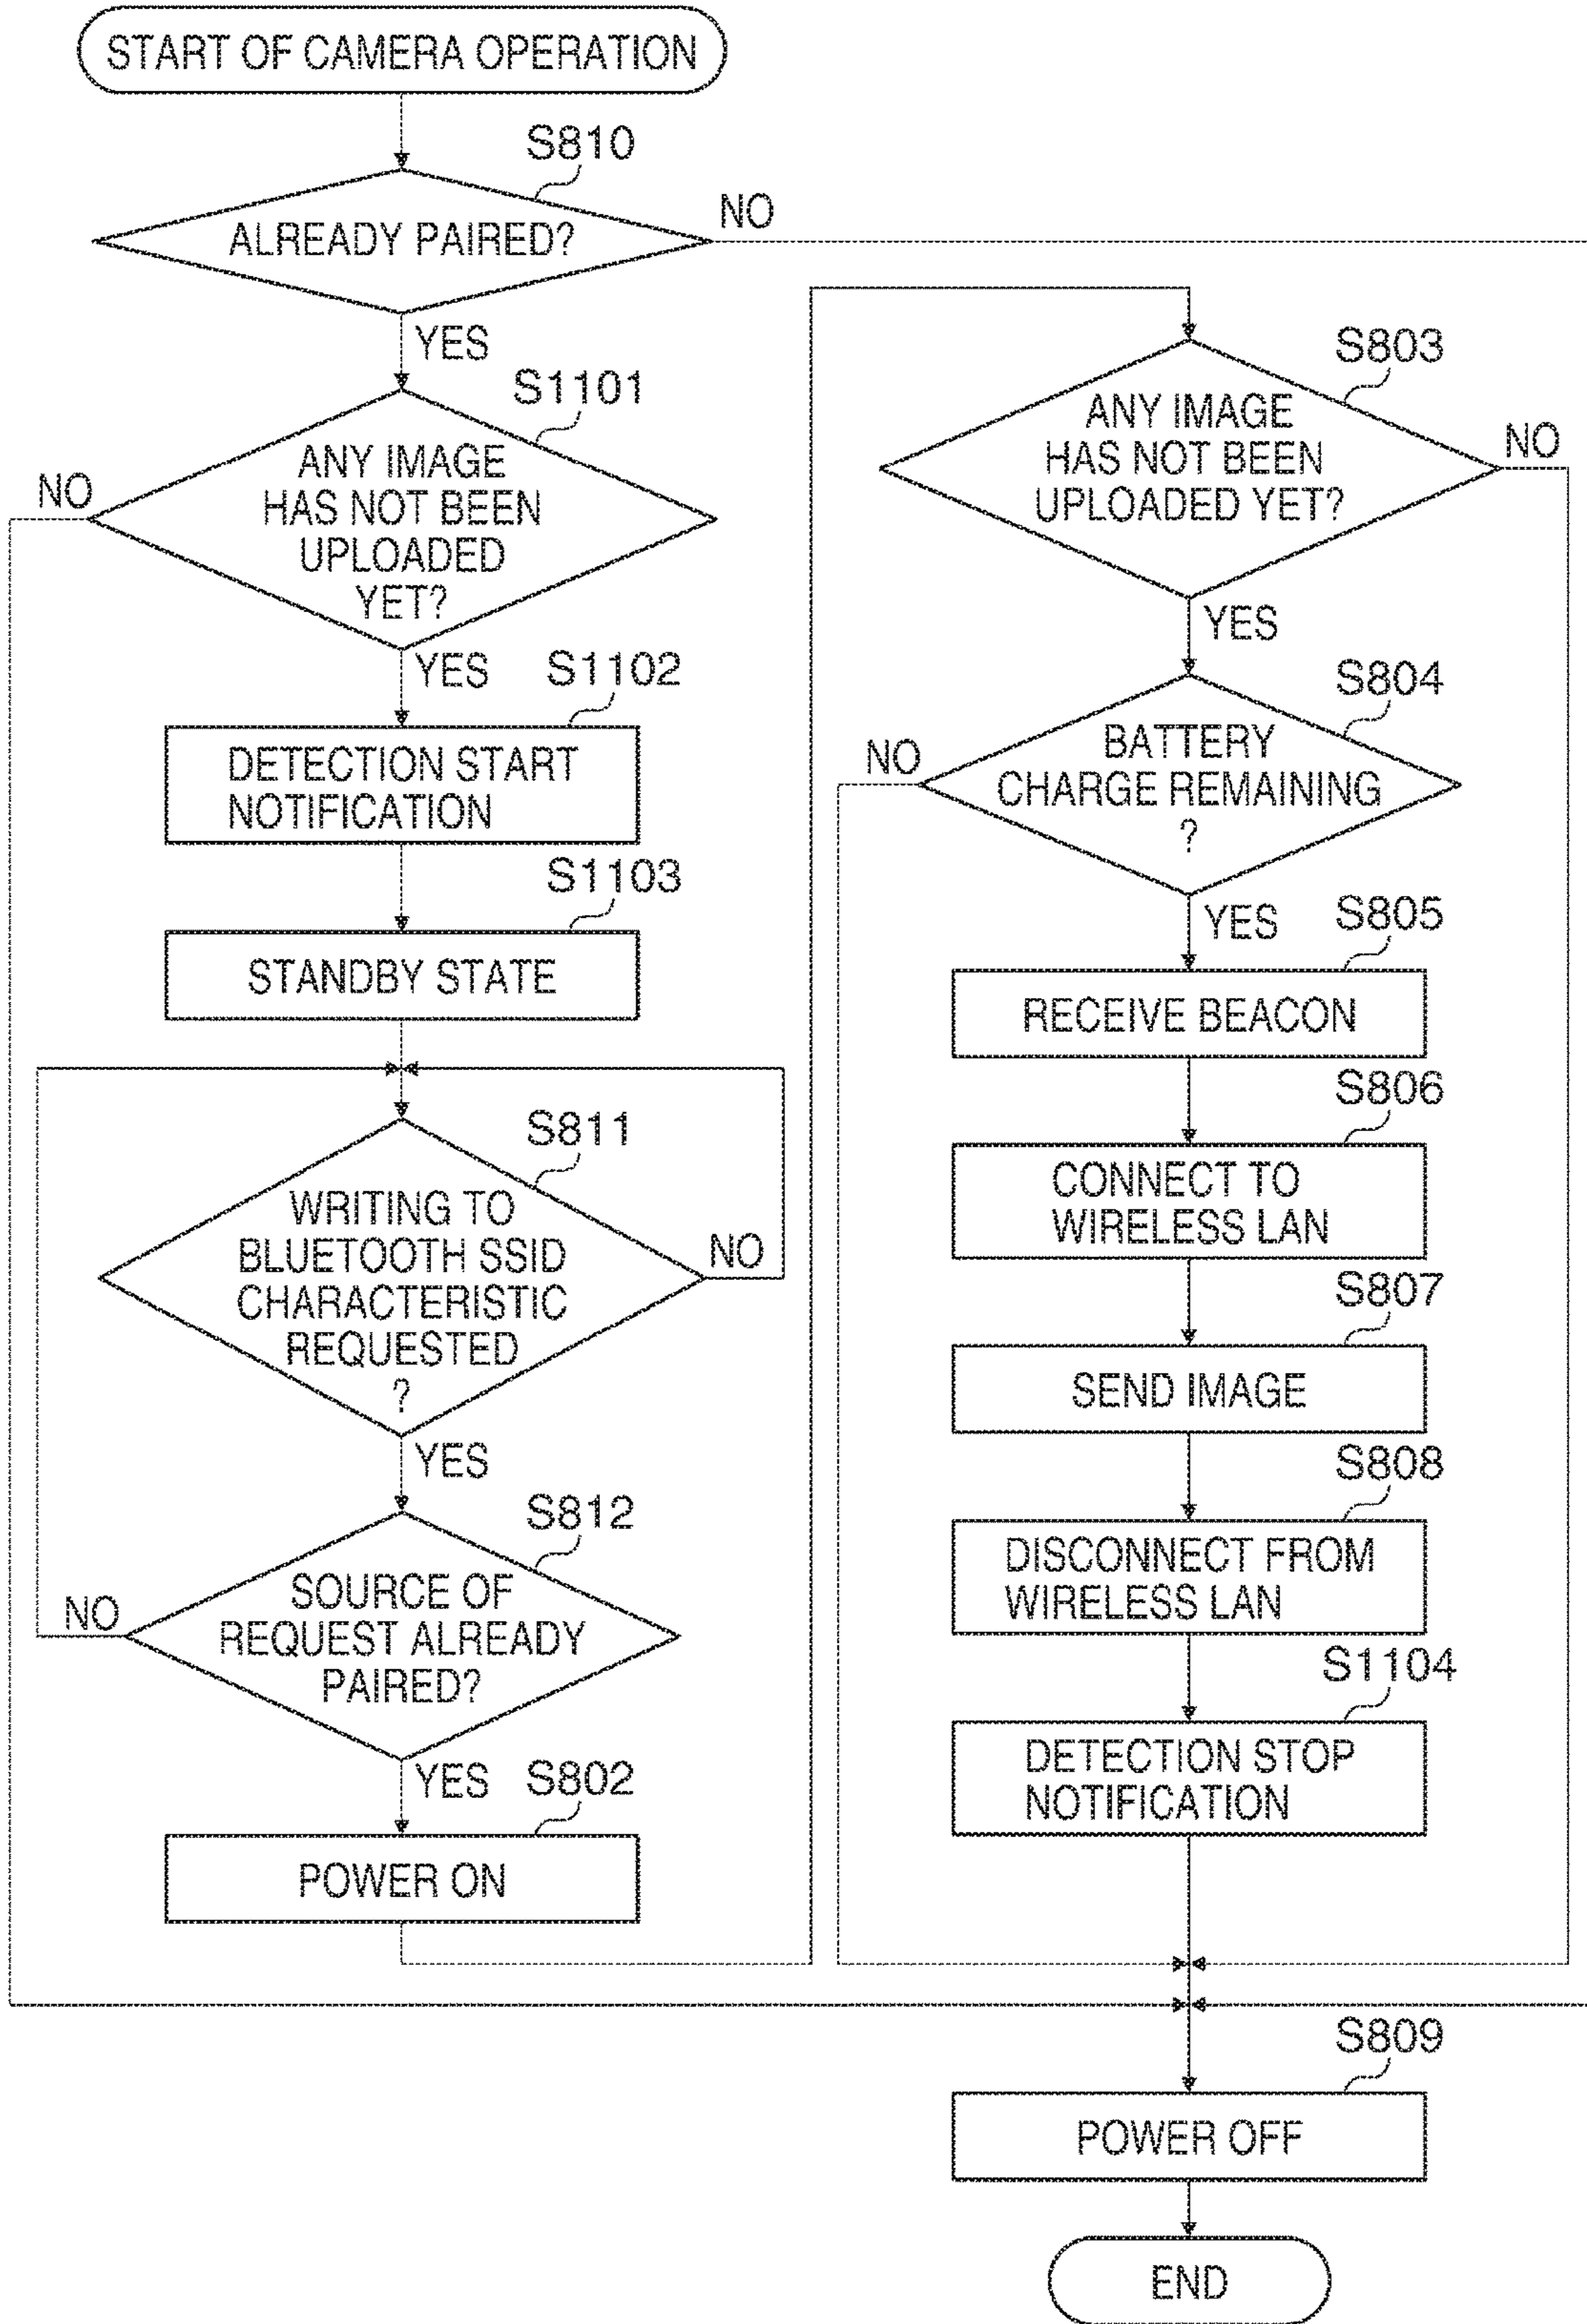 START OF CAMERA OPERATION
S810
ALREADY PAIRED?
NO
YES
S1101
ANY IMAGE
HAS NOT BEEN
UPLOADED
YET?
NO
YES
S1102
DETECTION START
NOTIFICATION
S1103
STANDBY STATE
S811
WRITING TO
BLUETOOTH SSID
CHARACTERISTIC
REQUESTED
?
NO
YES
S812
SOURCE OF
REQUEST ALREADY
PAIRED?
NO
YES
S802
POWER ON
S803
ANY IMAGE
HAS NOT BEEN
UPLOADED YET?
NO
YES
S804
BATTERY
CHARGE REMAINING
?
NO
YES
S805
RECEIVE BEACON
S806
CONNECT TO
WIRELESS LAN
S807
SEND IMAGE
S808
DISCONNECT FROM
WIRELESS LAN
S1104
DETECTION STOP
NOTIFICATION
S809
POWER OFF
END